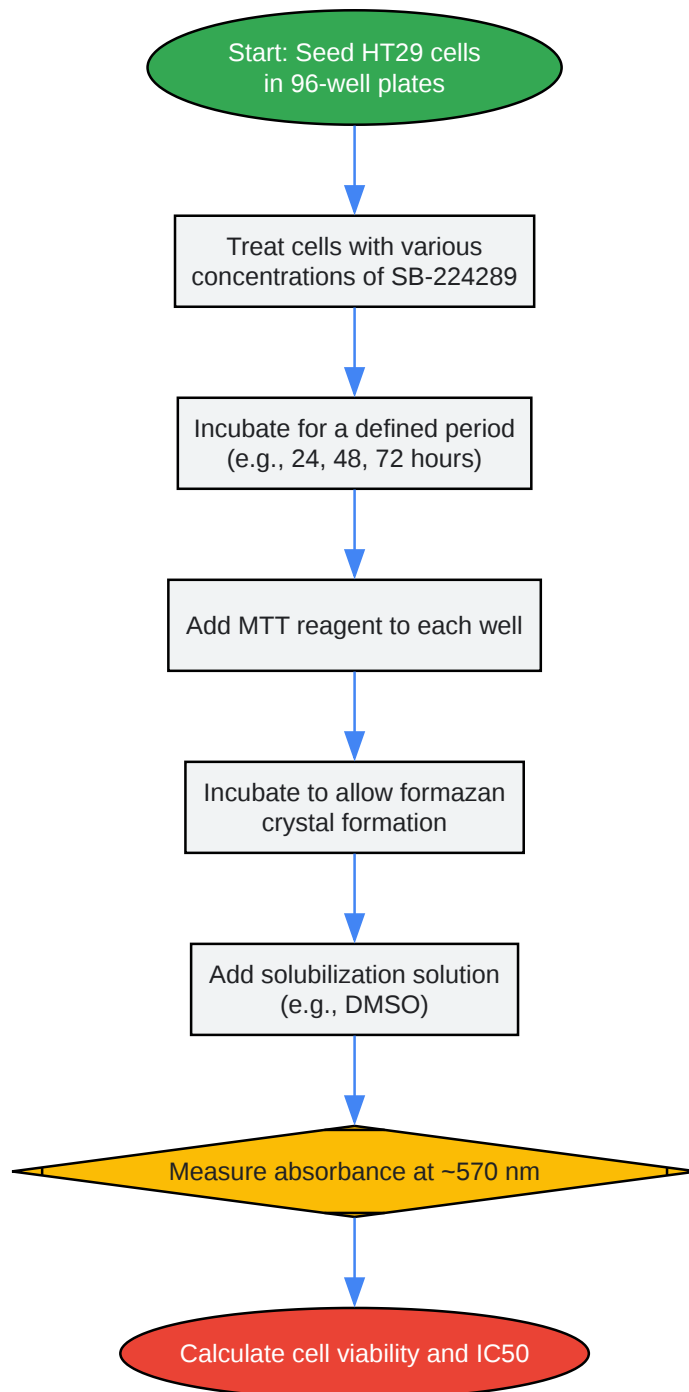 Start: Seed HT29 cells
in 96-well plates
Treat cells with various
concentrations of SB-224289
Incubate for a defined period
(e.g., 24, 48, 72 hours)
Add MTT reagent to each well
Incubate to allow formazan
crystal formation
Add solubilization solution
(e.g., DMSO)
Measure absorbance at ~570 nm
Calculate cell viability and IC50